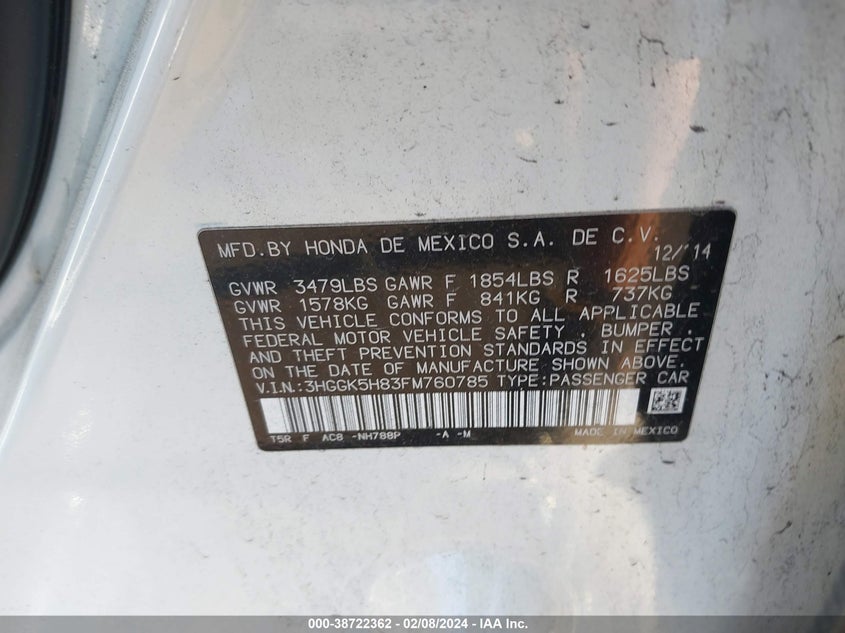 MFD.BY HONDA DE MEXICO S.A. DE C.V.
12/'14
GVWR 3479LBS GAWR F 1854LBS R 1625LBS
GVWR 1578KG GAWR F 841KG R 737KG
THIS VEHICLE CONFORMS TO ALL APPLICABLE
FEDERAL MOTOR VEHICLE SAFETY , BUMPER ,
AND THEFT PREVENTION STANDARDS IN EFFECT
ON THE DATE OF MANUFACTURE SHOWN ABOVE.
V.I.N.:3HGGK5H83FM760785 TYPE:PASSENGER CAR
T5R F AC8 -NH788P -A -M MADE IN MEXICO
000-38722362 - 02/08/2024 - IAA Inc.